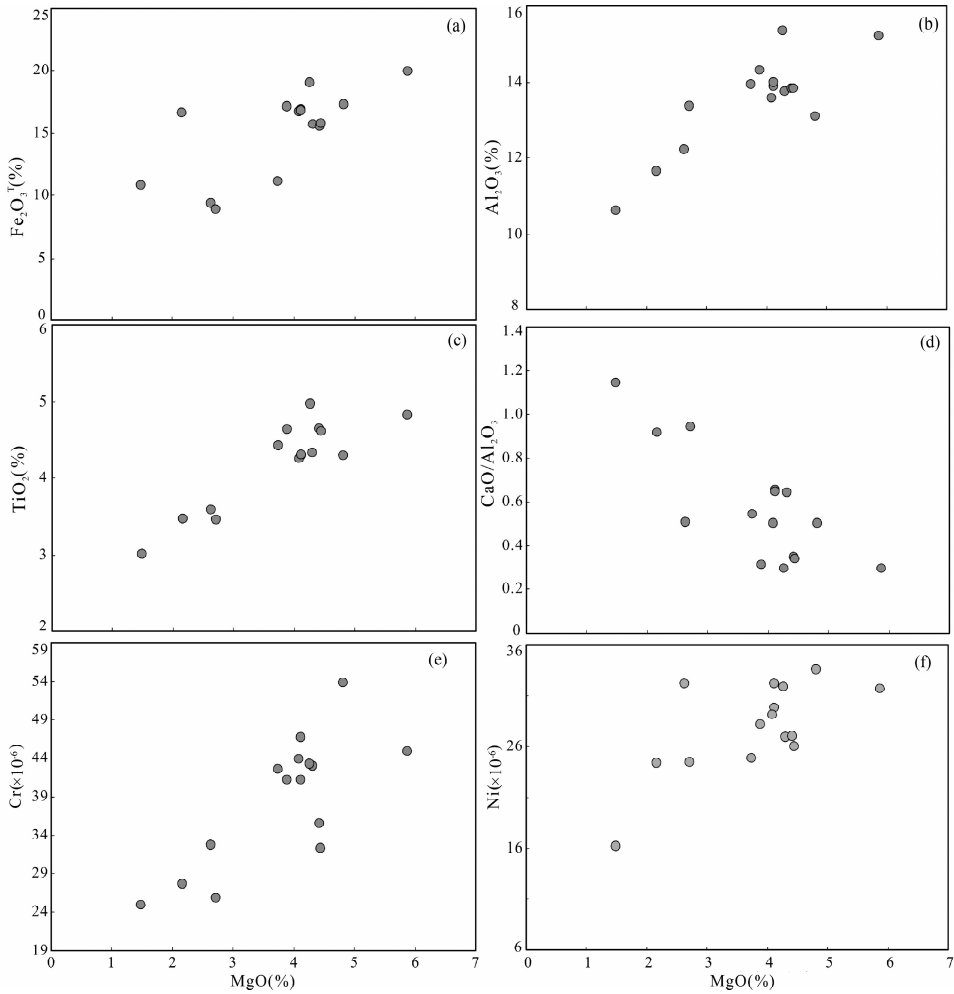 25
20
15
10
5
0
Fe₂O₃ᵀ(%)
(a)
16
14
12
10
8
Al₂O₃(%)
(b)
6
5
4
3
2
TiO₂(%)
(c)
1.4
1.2
1.0
0.8
0.6
0.4
0.2
0
CaO/Al₂O₃
(d)
59
54
49
44
39
34
29
24
19
Cr(×10⁻⁶)
(e)
0 1 2 3 4 5 6 7
MgO(%)
36
26
16
6
Ni(×10⁻⁶)
(f)
0 1 2 3 4 5 6 7
MgO(%)